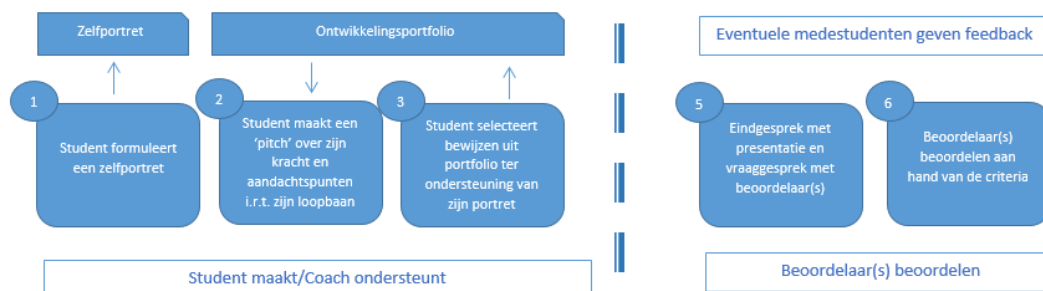 Zelfportret
Ontwikkelingsportfolio
Eventuele medestudenten geven feedback
1
Student formuleert
een zelfportret
2
Student maakt een
'pitch' over zijn
kracht en
aandachtspunten
i.r.t. zijn loopbaan
3
Student selecteert
bewijzen uit
portfolio ter
ondersteuning van
zijn portret
5
Eindgesprek met
presentatie en
vraaggesprek met
beoordelaar(s)
6
Beoordelaar(s)
beoordelen aan
hand van de criteria
Student maakt/Coach ondersteunt
Beoordelaar(s) beoordelen